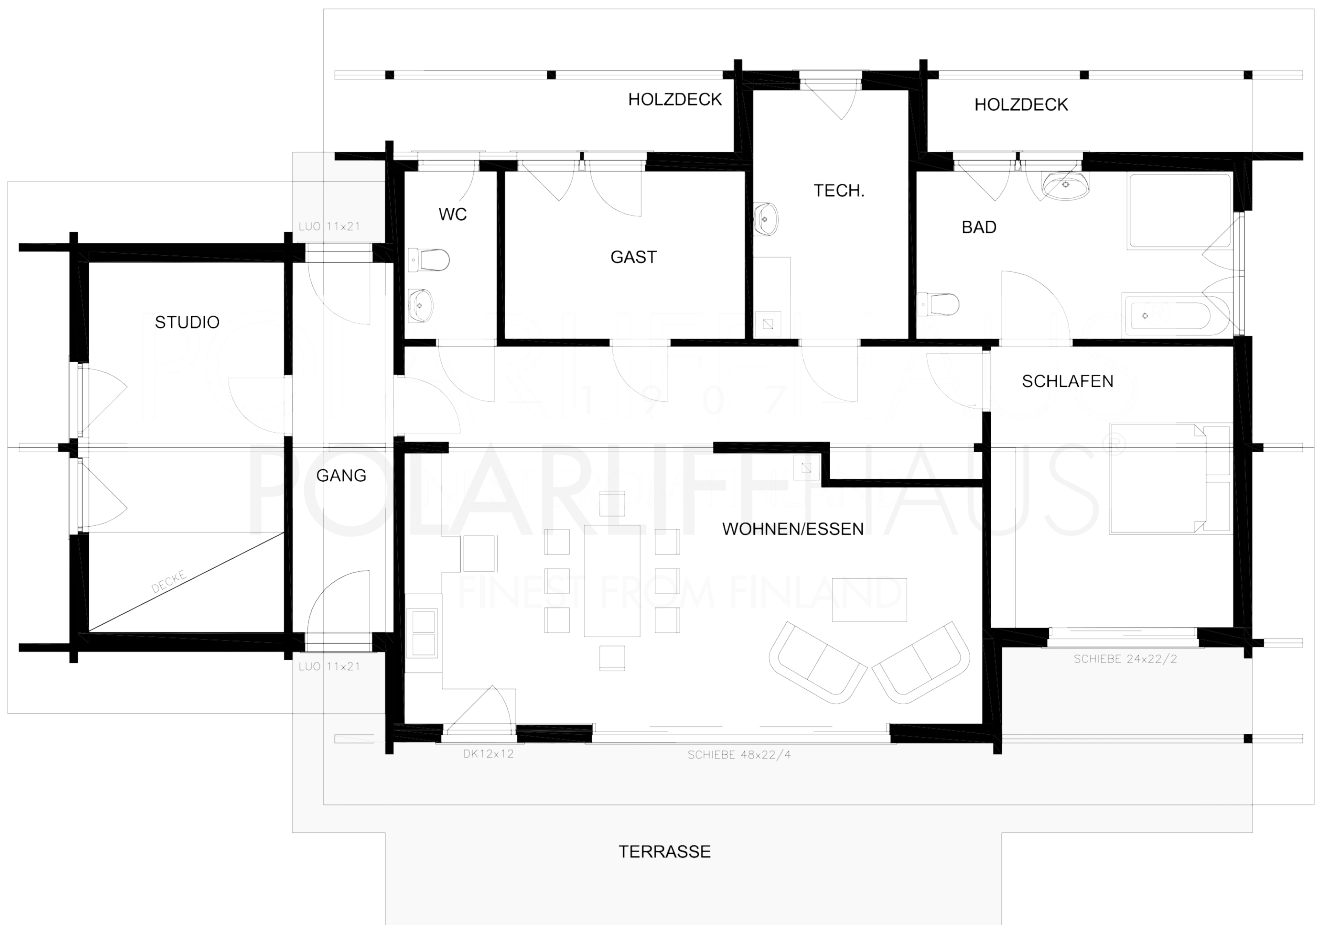 HOLZDECK
HOLZDECK
TECH.
WC
LUO 11x21
BAD
GAST
STUDIO
SCHLAFEN
1907
POLARLIFEHAUS®
GANG
WOHNEN/ESSEN
DECKE
FINEST FROM FINLAND
LUO 11x21
SCHIEBE 24x22/2
DK12x12
SCHIEBE 48x22/4
TERRASSE